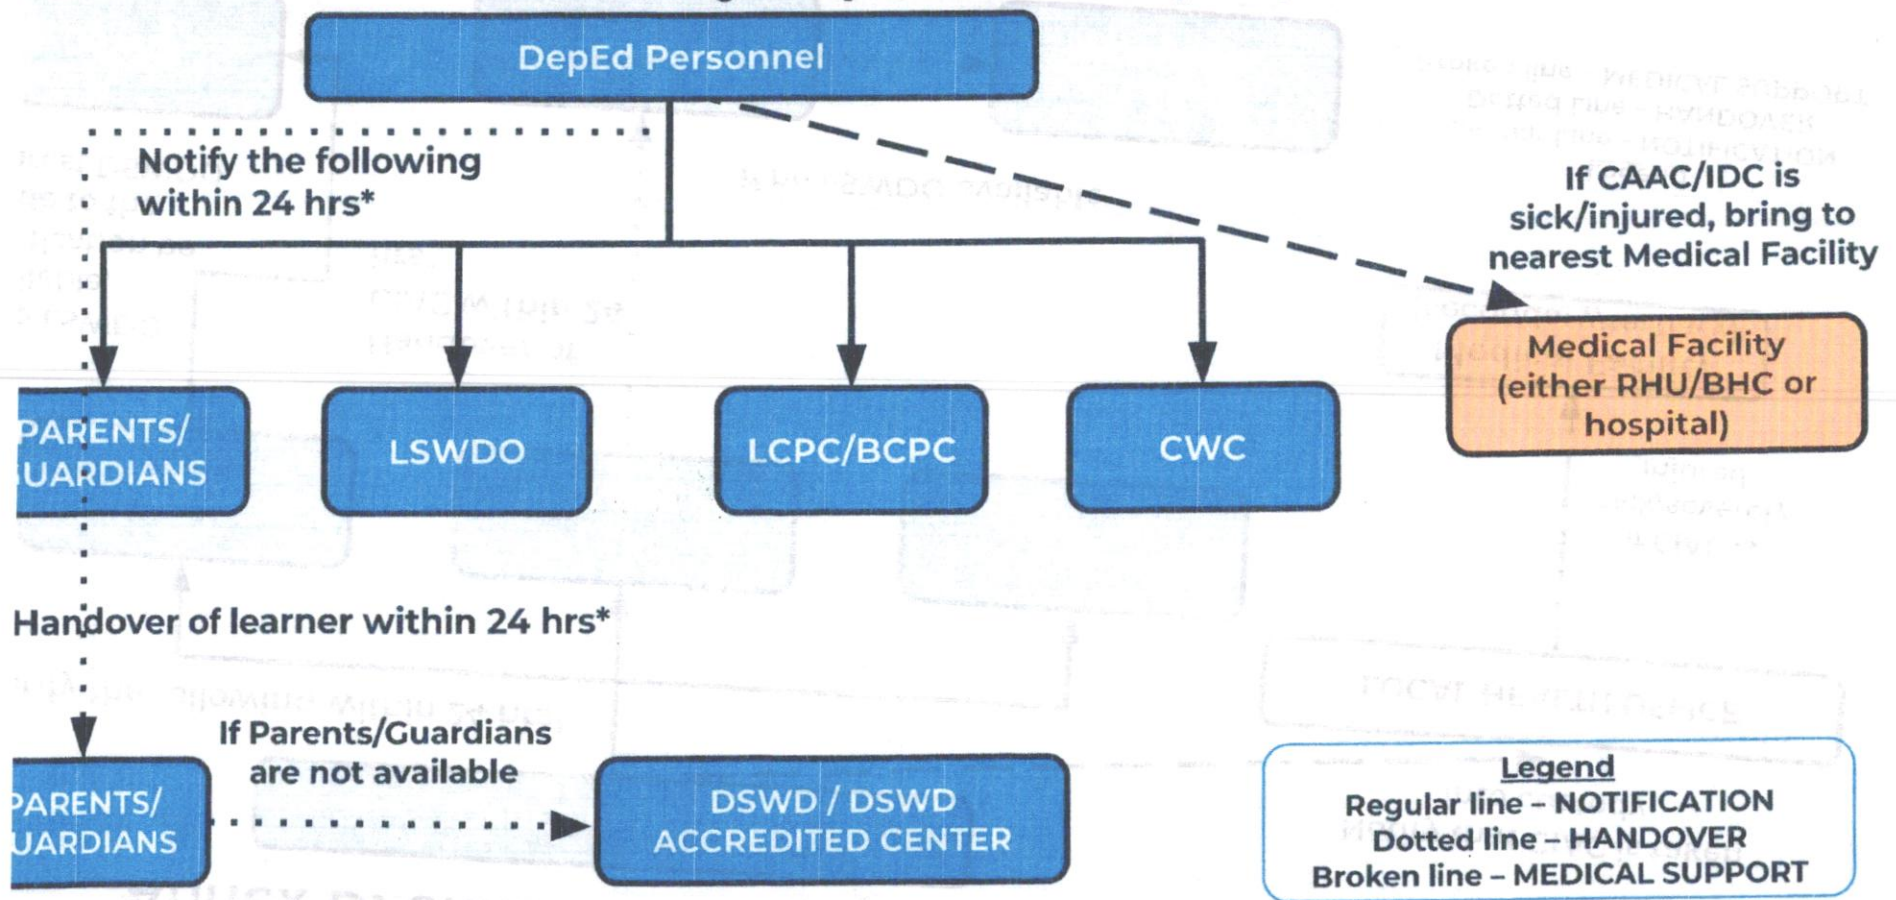 DepEd Personnel
Notify the following
within 24 hrs*
If CAAC/IDC is
sick/injured, bring to
nearest Medical Facility
PARENTS/
UARDIANS
LSWDO
LCPC/BCPC
CWC
Medical Facility
(either RHU/BHC or
hospital)
Handover of learner within 24 hrs*
If Parents/Guardians
are not available
PARENTS/
UARDIANS
DSWD / DSWD
ACCREDITED CENTER
Legend
Regular line – NOTIFICATION
Dotted line – HANDOVER
Broken line – MEDICAL SUPPORT